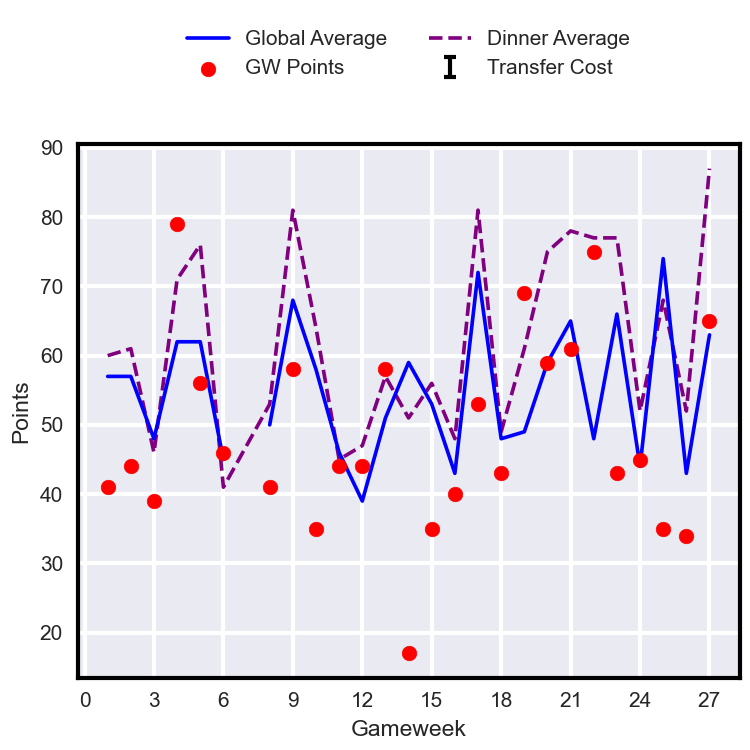 Global Average
Dinner Average
GW Points
Transfer Cost
90
80
70
60
50
40
30
20
Points
0 3 6 9 12 15 18 21 24 27
Gameweek